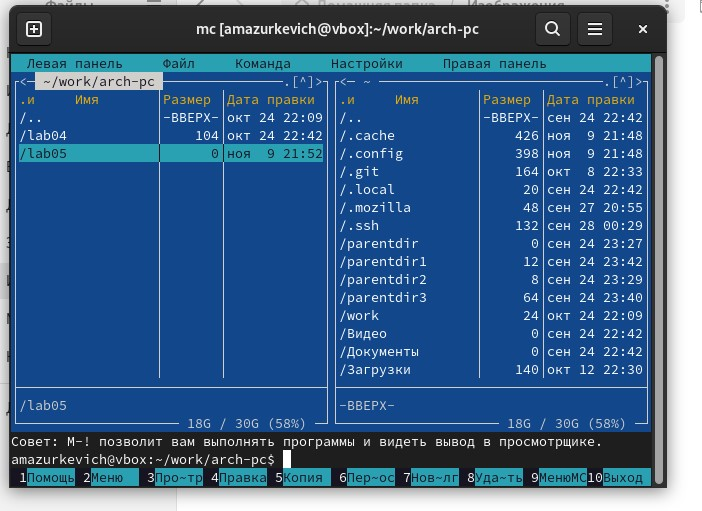 mc [amazurkevich@vbox]:~/work/arch-pc
Левая панель Файл Команда Настройки Правая панель
<─ ~/work/arch-pc .[^]>
.и Имя Размер Дата правки
/.. -ВВЕРХ- окт 24 22:09
/lab04 104 окт 24 22:42
/lab05 0 ноя 9 21:52
/lab05
18G / 30G (58%)
<─ ~ .[^]>
.и Имя Размер Дата правки
/.. -ВВЕРХ- сен 24 22:42
/.cache 426 ноя 9 21:48
/.config 398 ноя 9 21:48
/.git 164 окт 8 22:33
/.local 20 сен 24 22:42
/.mozilla 48 сен 27 20:55
/.ssh 132 сен 28 00:29
/parentdir 0 сен 24 23:27
/parentdir1 12 сен 24 23:42
/parentdir2 8 сен 24 23:29
/parentdir3 64 сен 24 23:40
/work 24 окт 24 22:09
/Видео 0 сен 24 22:42
/Документы 0 сен 24 22:42
/Загрузки 140 окт 12 22:30
-ВВЕРХ-
18G / 30G (58%)
Совет: M-! позволит вам выполнять программы и видеть вывод в просмотрщике.
amazurkevich@vbox:~/work/arch-pc$
1Помощь 2Меню 3Про~тр 4Правка 5Копия 6Пер~ос 7Нов~лг 8Уда~ть 9МенюMC 10Выход